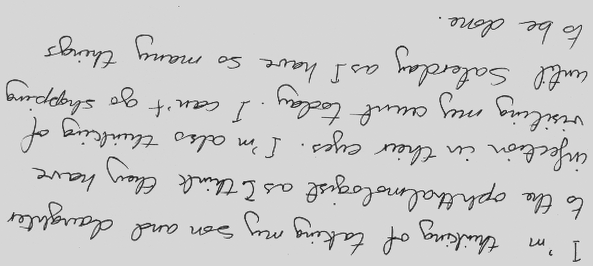 I'm thinking of taking my son and daughter
to the ophthalmologist as I think they have
infection in their eyes. I'm also thinking of
visiting my aunt today. I can't go shopping
until Saterday as I have so many things
to be done.